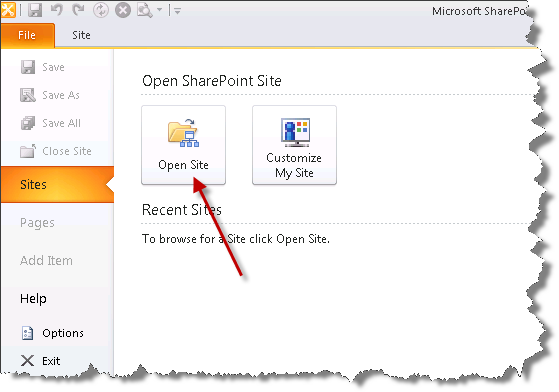 Microsoft SharePoi
File
Site
Save
Save As
Save All
Close Site
Sites
Pages
Add Item
Help
Options
Exit
Open SharePoint Site
Open Site
Customize
My Site
Recent Sites
To browse for a Site click Open Site.